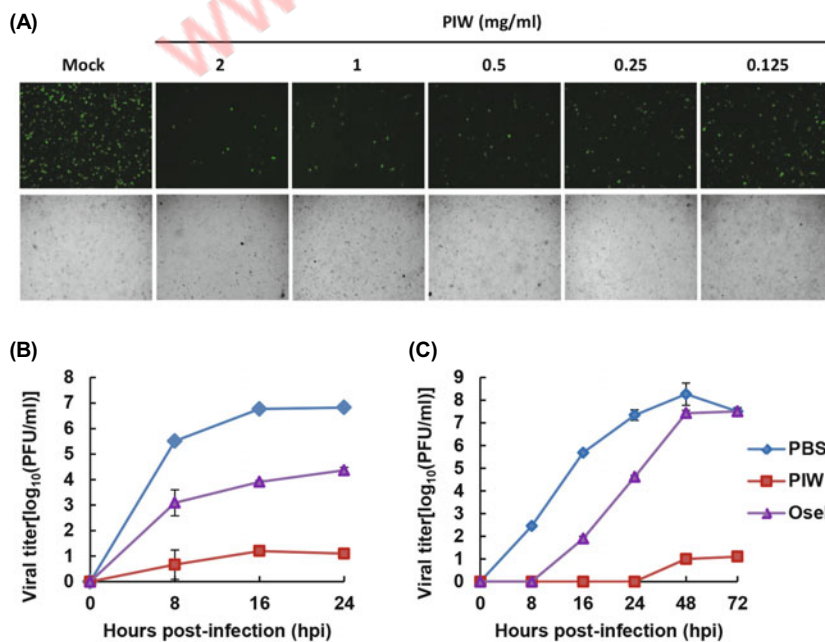 (A)
PIW (mg/ml)
Mock 2 1 0.5 0.25 0.125
(B)
Viral titer[log10(PFU/ml)]
8
7
6
5
4
3
2
1
0
0 8 16 24
Hours post-infection (hpi)
(C)
Viral titer[log10(PFU/ml)]
9
8
7
6
5
4
3
2
1
0
0 8 16 24 48 72
Hours post-infection (hpi)
PBS
PIW